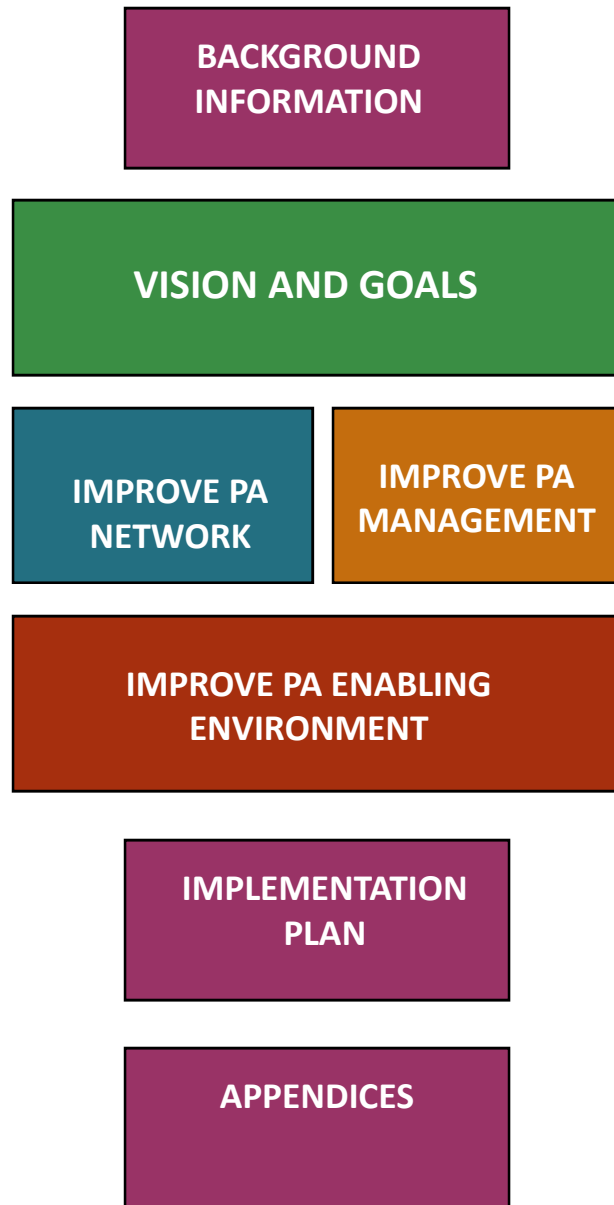 BACKGROUND
INFORMATION
VISION AND GOALS
IMPROVE PA
NETWORK
IMPROVE PA
MANAGEMENT
IMPROVE PA ENABLING
ENVIRONMENT
IMPLEMENTATION
PLAN
APPENDICES